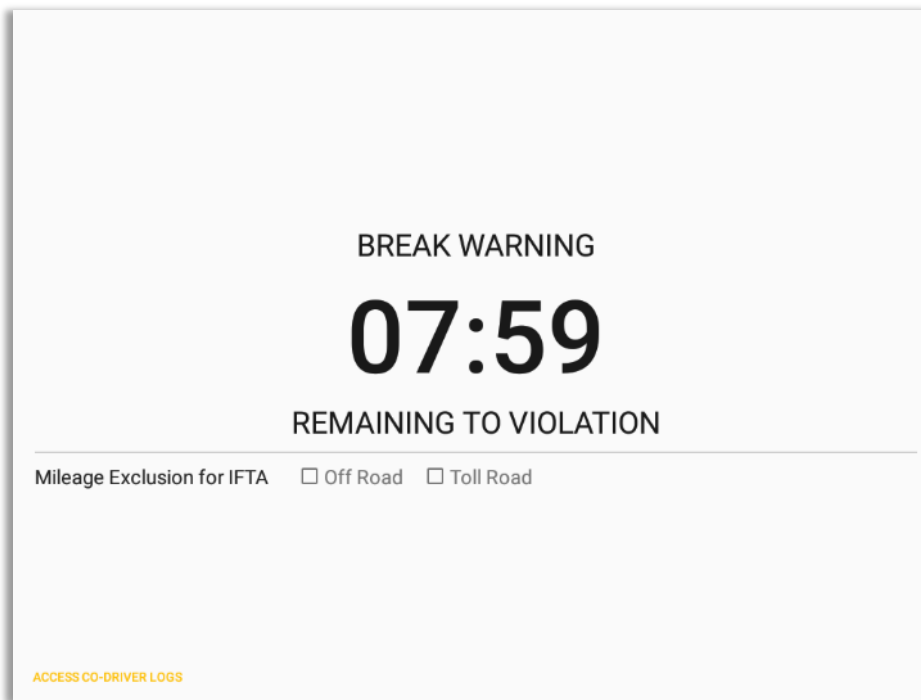 BREAK WARNING
07:59
REMAINING TO VIOLATION
Mileage Exclusion for IFTA Off Road Toll Road
ACCESS CO-DRIVER LOGS